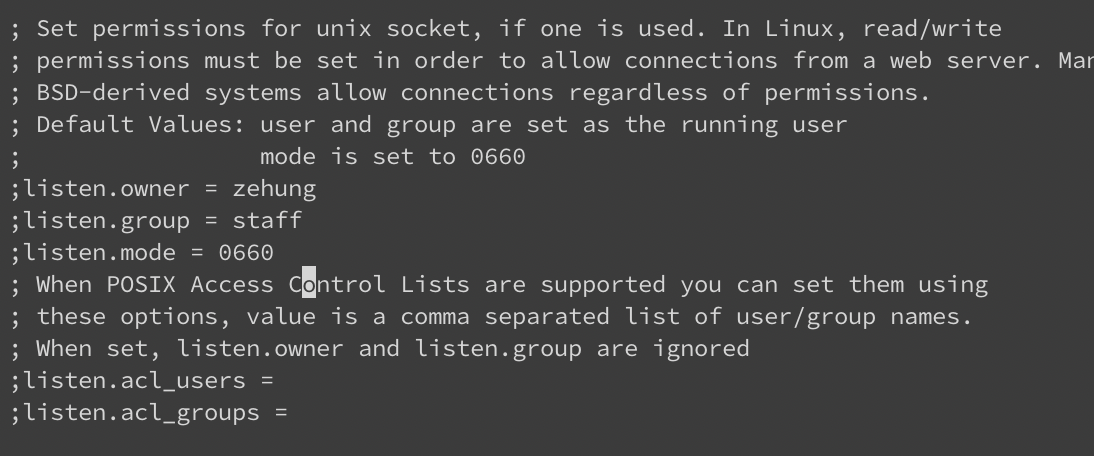 ; Set permissions for unix socket, if one is used. In Linux, read/write
; permissions must be set in order to allow connections from a web server.
; BSD-derived systems allow connections regardless of permissions.
; Default Values: user and group are set as the running user
;                 mode is set to 0660
;listen.owner = zehung
;listen.group = staff
;listen.mode = 0660
; When POSIX Access Control Lists are supported you can set them using
; these options, value is a comma separated list of user/group names.
; When set, listen.owner and listen.group are ignored
;listen.acl_users =
;listen.acl_groups =